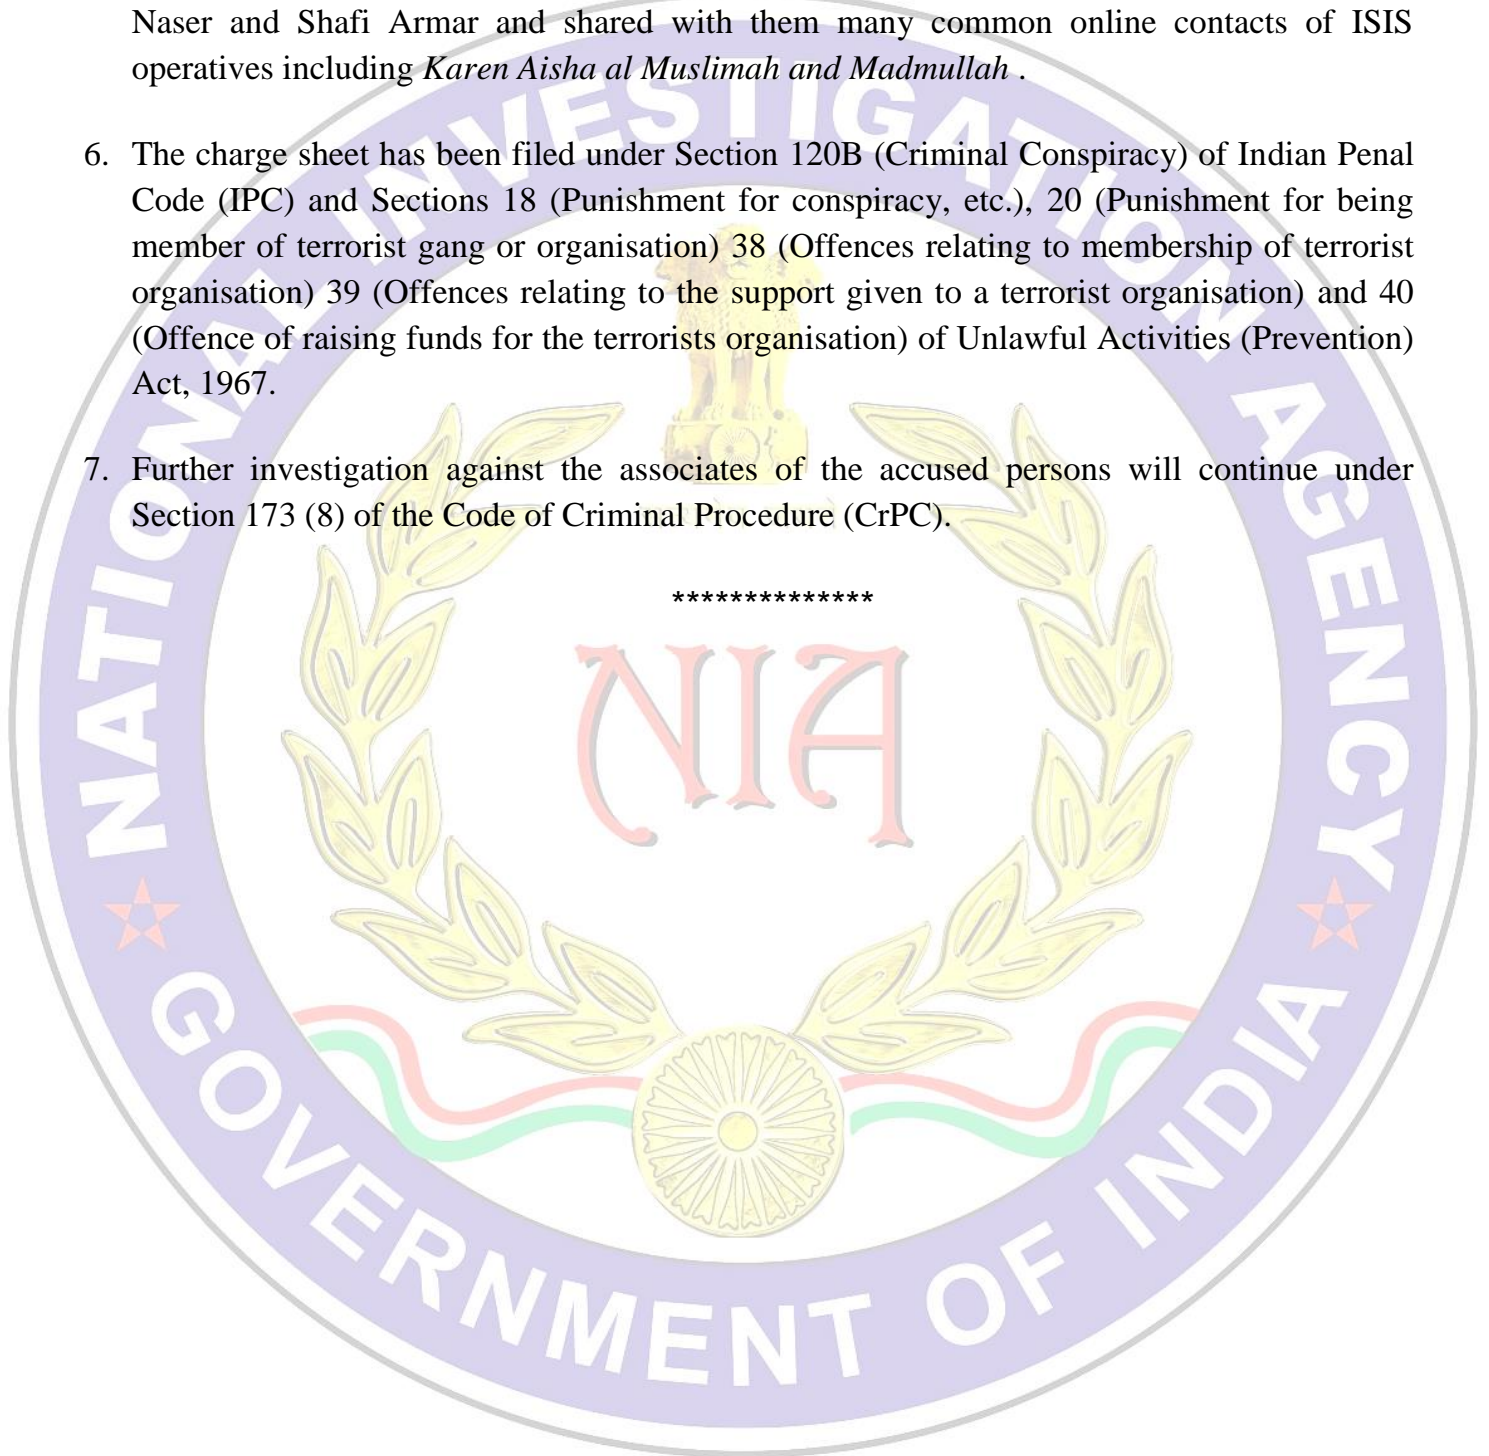 Naser and Shafi Armar and shared with them many common online contacts of ISIS
operatives including Karen Aisha al Muslimah and Madmullah .
6. The charge sheet has been filed under Section 120B (Criminal Conspiracy) of Indian Penal
Code (IPC) and Sections 18 (Punishment for conspiracy, etc.), 20 (Punishment for being
member of terrorist gang or organisation) 38 (Offences relating to membership of terrorist
organisation) 39 (Offences relating to the support given to a terrorist organisation) and 40
(Offence of raising funds for the terrorists organisation) of Unlawful Activities (Prevention)
Act, 1967.
7. Further investigation against the associates of the accused persons will continue under
Section 173 (8) of the Code of Criminal Procedure (CrPC).
**************
NATIONAL INVESTIGATION AGENCY
NIA
GOVERNMENT OF INDIA